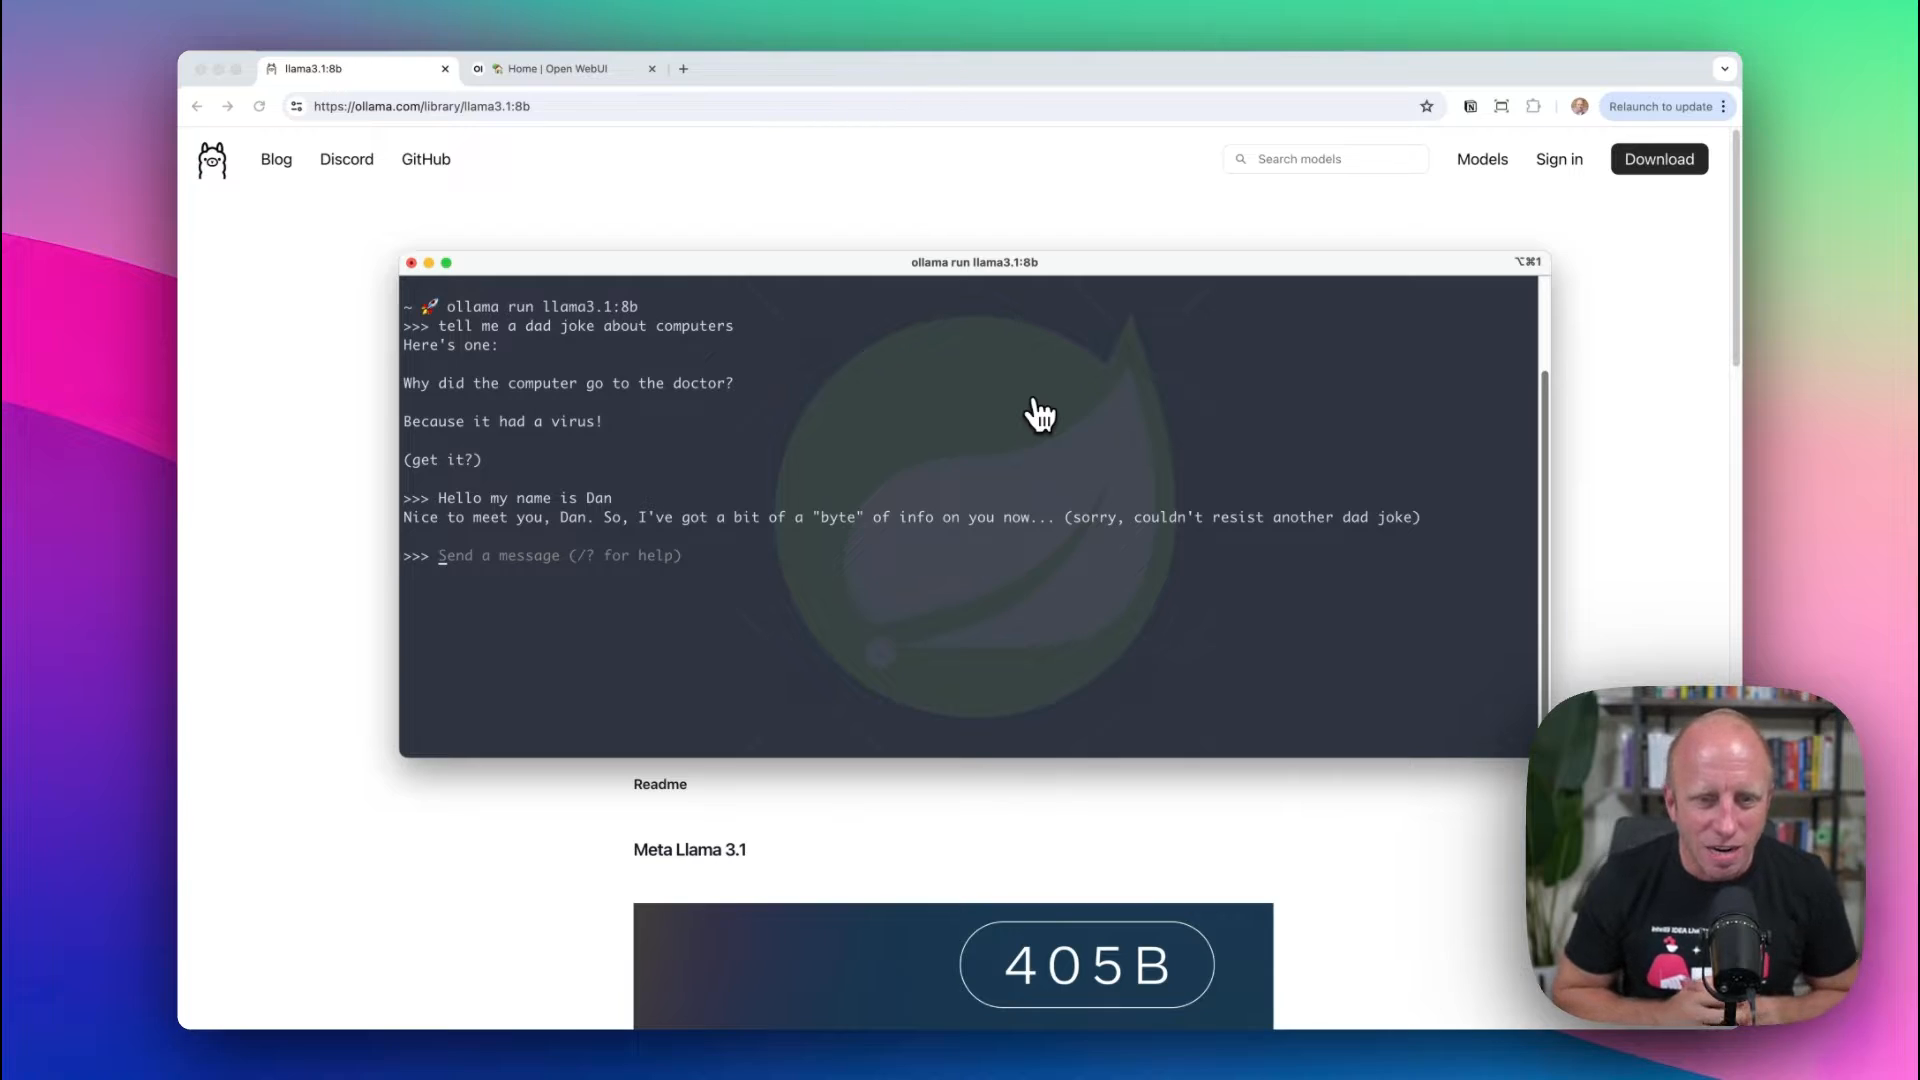 llama3.1:8b
OI Home | Open WebUI
https://ollama.com/library/llama3.1:8b
Relaunch to update
Blog Discord GitHub
Search models
Models Sign in Download
ollama run llama3.1:8b
⌥⌘1
~ 🚀 ollama run llama3.1:8b
>>> tell me a dad joke about computers
Here's one:
Why did the computer go to the doctor?
Because it had a virus!
(get it?)
>>> Hello my name is Dan
Nice to meet you, Dan. So, I've got a bit of a "byte" of info on you now... (sorry, couldn't resist another dad joke)
>>> Send a message (/? for help)
Readme
Meta Llama 3.1
405B
IntelliJ IDEA